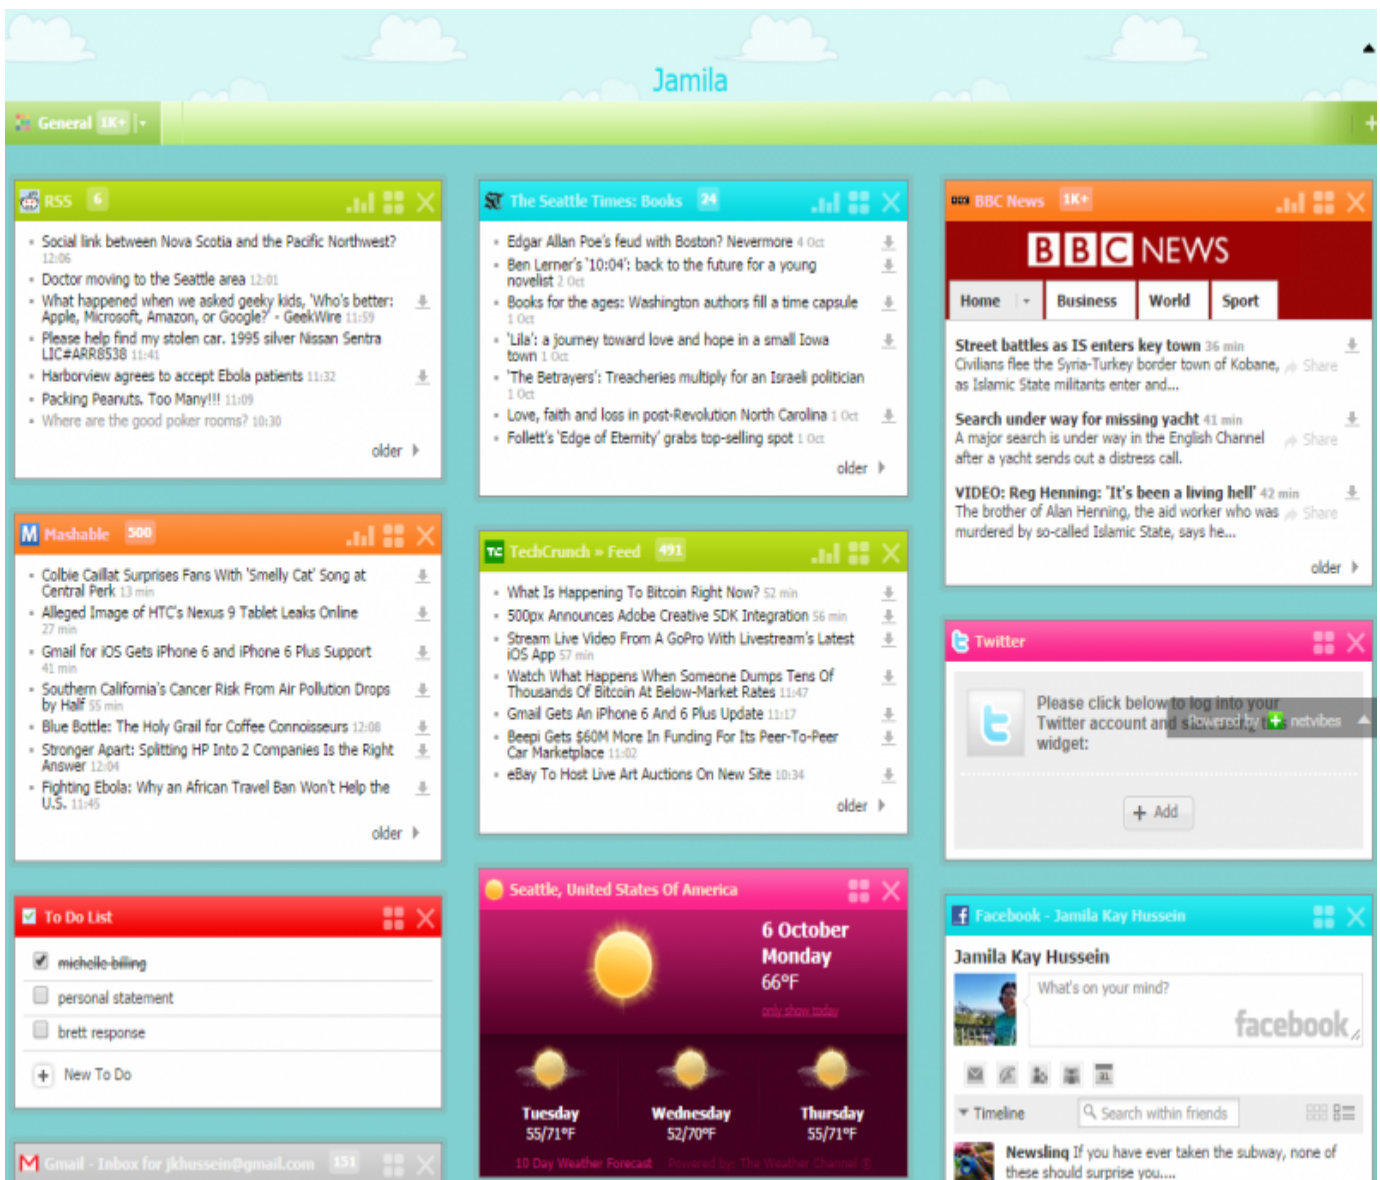 Jamila
General 1K+
RSS 6
Social link between Nova Scotia and the Pacific Northwest?
12:06
Doctor moving to the Seattle area 12:01
What happened when we asked geeky kids, 'Who's better:
Apple, Microsoft, Amazon, or Google?' - GeekWire 11:59
Please help find my stolen car. 1995 silver Nissan Sentra
LIC#ARR8538 11:41
Harborview agrees to accept Ebola patients 11:32
Packing Peanuts. Too Many!!! 11:09
Where are the good poker rooms? 10:30
older
Mashable 500
Colbie Caillat Surprises Fans With 'Smelly Cat' Song at
Central Perk 13 min
Alleged Image of HTC's Nexus 9 Tablet Leaks Online
27 min
Gmail for iOS Gets iPhone 6 and iPhone 6 Plus Support
41 min
Southern California's Cancer Risk From Air Pollution Drops
by Half 55 min
Blue Bottle: The Holy Grail for Coffee Connoisseurs 12:08
Stronger Apart: Splitting HP Into 2 Companies Is the Right
Answer 12:04
Fighting Ebola: Why an African Travel Ban Won't Help the
U.S. 11:45
older
To Do List
michelle billing
personal statement
brett response
New To Do
Gmail - Inbox for jkhussein@gmail.com 151
The Seattle Times: Books 24
Edgar Allan Poe's feud with Boston? Nevermore 4 Oct
Ben Lerner's '10:04': back to the future for a young
novelist 2 Oct
Books for the ages: Washington authors fill a time capsule
1 Oct
'Lila': a journey toward love and hope in a small Iowa
town 1 Oct
'The Betrayers': Treacheries multiply for an Israeli politician
1 Oct
Love, faith and loss in post-Revolution North Carolina 1 Oct
Follett's 'Edge of Eternity' grabs top-selling spot 1 Oct
older
TechCrunch » Feed 491
What Is Happening To Bitcoin Right Now? 52 min
500px Announces Adobe Creative SDK Integration 56 min
Stream Live Video From A GoPro With Livestream's Latest
iOS App 57 min
Watch What Happens When Someone Dumps Tens Of
Thousands Of Bitcoin At Below-Market Rates 11:47
Gmail Gets An iPhone 6 And 6 Plus Update 11:17
Beepi Gets $60M More In Funding For Its Peer-To-Peer
Car Marketplace 11:02
eBay To Host Live Art Auctions On New Site 10:34
older
Seattle, United States Of America
6 October
Monday
66°F
only show today
Tuesday Wednesday Thursday
55/71°F 52/70°F 55/71°F
10 Day Weather Forecast Powered by: The Weather Channel ®
BBC News 1K+
BBC NEWS
Home Business World Sport
Street battles as IS enters key town 36 min
Civilians flee the Syria-Turkey border town of Kobane, Share
as Islamic State militants enter and...
Search under way for missing yacht 41 min
A major search is under way in the English Channel Share
after a yacht sends out a distress call.
VIDEO: Reg Henning: 'It's been a living hell' 42 min
The brother of Alan Henning, the aid worker who was Share
murdered by so-called Islamic State, says he...
older
Twitter
Please click below to log into your
Twitter account and start using this
widget:
Powered by netvibes
Add
Facebook - Jamila Kay Hussein
Jamila Kay Hussein
What's on your mind?
facebook
31
Timeline Search within friends
Newsling If you have ever taken the subway, none of
these should surprise you....